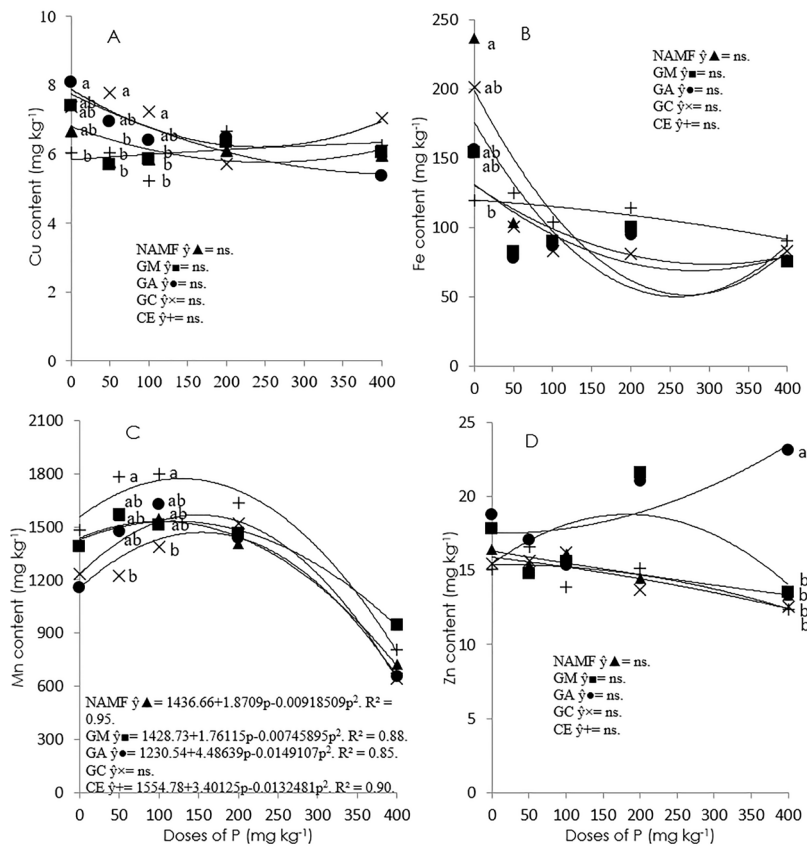 A
Cu content (mg kg⁻¹)
10
8
6
4
2
0
a
a
ab
a
ab
ab
ab
ab
b
b
b
b
b
b
NAMF ŷ▲= ns.
GM ŷ■= ns.
GA ŷ●= ns.
GC ŷ×= ns.
CE ŷ+= ns.
0 50 100 150 200 250 300 350 400
B
Fe content (mg kg⁻¹)
250
200
150
100
50
0
a
ab
ab
ab
b
NAMF ŷ▲= ns.
GM ŷ■= ns.
GA ŷ●= ns.
GC ŷ×= ns.
CE ŷ+= ns.
0 50 100 150 200 250 300 350 400
C
Mn content (mg kg⁻¹)
2100
1800
1500
1200
900
600
300
0
a
a
ab
ab
ab
ab
ab
b
b
NAMF ŷ▲= 1436.66+1.8709p-0.00918509p². R² =
0.95.
GM ŷ■= 1428.73+1.76115p-0.00745895p². R² = 0.88.
GA ŷ●= 1230.54+4.48639p-0.0149107p². R² = 0.85.
GC ŷ×= ns.
CE ŷ+= 1554.78+3.40125p-0.0132481p². R² = 0.90.
0 50 100 150 200 250 300 350 400
Doses of P (mg kg⁻¹)
D
Zn content (mg kg⁻¹)
25
20
15
10
5
0
a
b
b
b
b
NAMF ŷ▲= ns.
GM ŷ■= ns.
GA ŷ●= ns.
GC ŷ×= ns.
CE ŷ+= ns.
0 50 100 150 200 250 300 350 400
Doses of P (mg kg⁻¹)